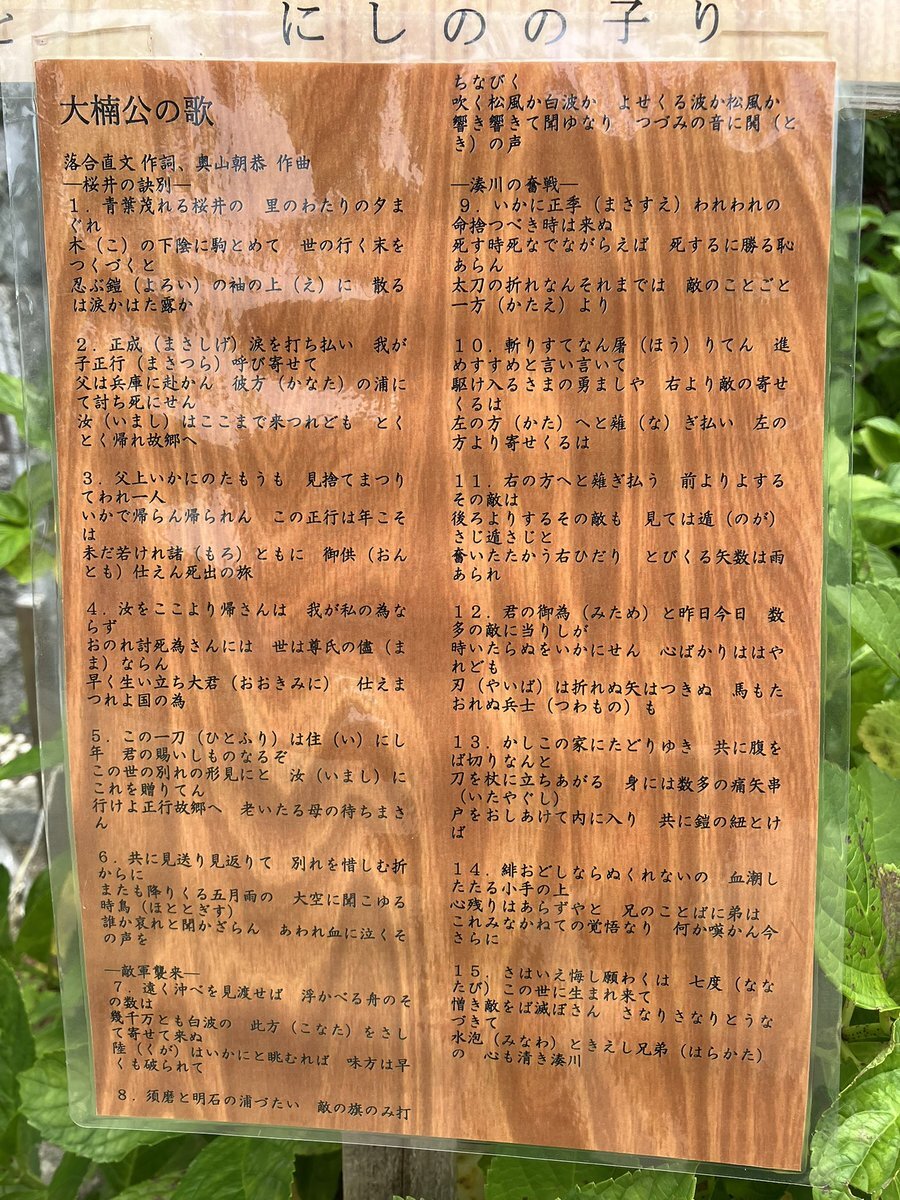 と にしのの子り
大楠公の歌
落合直文 作詞、奥山朝恭 作曲
―桜井の訣別―
１．青葉茂れる桜井の　里のわたりの夕ま
ぐれ
木（こ）の下陰に駒とめて　世の行く末を
つくづくと
忍ぶ鎧（よろい）の袖の上（え）に　散る
は涙かはた露か
２．正成（まさしげ）涙を打ち払い　我が
子正行（まさつら）呼び寄せて
父は兵庫に赴かん　彼方（かなた）の浦に
て討ち死にせん
汝（いまし）はここまで来つれども　とく
とく帰れ故郷へ
３．父上いかにのたもうも　見捨てまつり
てわれ一人
いかで帰らん帰られん　この正行は年こそ
は
未だ若けれ諸（もろ）ともに　御供（おん
とも）仕えん死出の旅
４．汝をここより帰さんは　我が私の為な
らず
おのれ討死為さんには　世は尊氏の儘（ま
ま）ならん
早く生い立ち大君（おおきみに）　仕えま
つれよ国の為
５．この一刀（ひとふり）は住（い）にし
年　君の賜いしものなるぞ
この世の別れの形見にと　汝（いまし）に
これを贈りてん
行けよ正行故郷へ　老いたる母の待ちまさ
ん
６．共に見送り見返りて　別れを惜しむ折
からに
またも降りくる五月雨の　大空に聞こゆる
時鳥（ほととぎす）
誰か哀れと聞かざらん　あわれ血に泣くそ
の声を
―敵軍襲来―
７．遠く沖べを見渡せば　浮かべる舟のそ
の数は
幾千万とも白波の　此方（こなた）をさし
て寄せて来ぬ
陸（くが）はいかにと眺むれば　味方は早
くも破られて
８．須磨と明石の浦づたい　敵の旗のみ打
ちなびく
吹く松風か白波か　よせくる波か松風か
響き響きて聞ゆなり　つづみの音に鬨（と
き）の声
―湊川の奮戦―
９．いかに正季（まさすえ）われわれの
命捨つべき時は来ぬ
死す時死なでながらえば　死するに勝る恥
あらん
太刀の折れなんそれまでは　敵のことごと
一方（かたえ）より
１０．斬りすてなん屠（ほう）りてん　進
めすすめと言い言いて
駆け入るさまの勇ましや　右より敵の寄せ
くるは
左の方（かた）へと薙（な）ぎ払い　左の
方より寄せくるは
１１．右の方へと薙ぎ払う　前よりよする
その敵は
後ろよりするその敵も　見ては遁（のが）
さじ遁さじと
奮いたたかう右ひだり　とびくる矢数は雨
あられ
１２．君の御為（みため）と昨日今日　数
多の敵に当りしが
時いたらぬをいかにせん　心ばかりははや
れども
刃（やいば）は折れぬ矢はつきぬ　馬もた
おれぬ兵士（つわもの）も
１３．かしこの家にたどりゆき　共に腹を
ば切りなんと
刀を杖に立ちあがる　身には数多の痛矢串
（いたやぐし）
戸をおしあけて内に入り　共に鎧の紐とけ
ば
１４．緋おどしならぬくれないの　血潮し
たたる小手の上
心残りはあらずやと　兄のことばに弟は
これみなかねての覚悟なり　何か嘆かん今
さらに
１５．さはいえ悔し願わくは　七度（なな
たび）この世に生まれ来て
憎き敵をば滅ぼさん　さなりさなりとうな
づきて
水泡（みなわ）ときえし兄弟（はらかた）
の　心も清き湊川